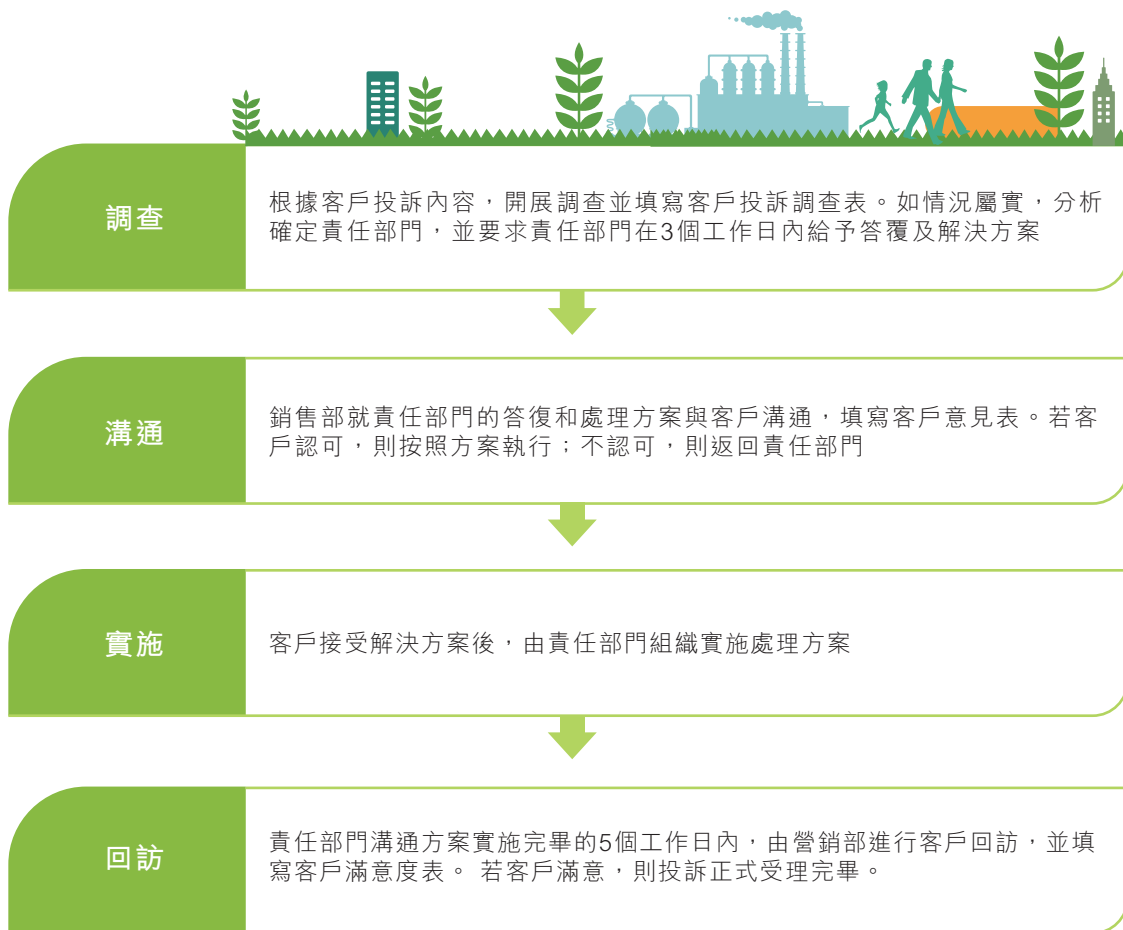 調查
根據客戶投訴內容，開展調查並填寫客戶投訴調查表。如情況屬實，分析
確定責任部門，並要求責任部門在3個工作日內給予答覆及解決方案
溝通
銷售部就責任部門的答復和處理方案與客戶溝通，填寫客戶意見表。若客
戶認可，則按照方案執行；不認可，則返回責任部門
實施
客戶接受解決方案後，由責任部門組織實施處理方案
回訪
責任部門溝通方案實施完畢的5個工作日內，由營銷部進行客戶回訪，並填
寫客戶滿意度表。 若客戶滿意，則投訴正式受理完畢。